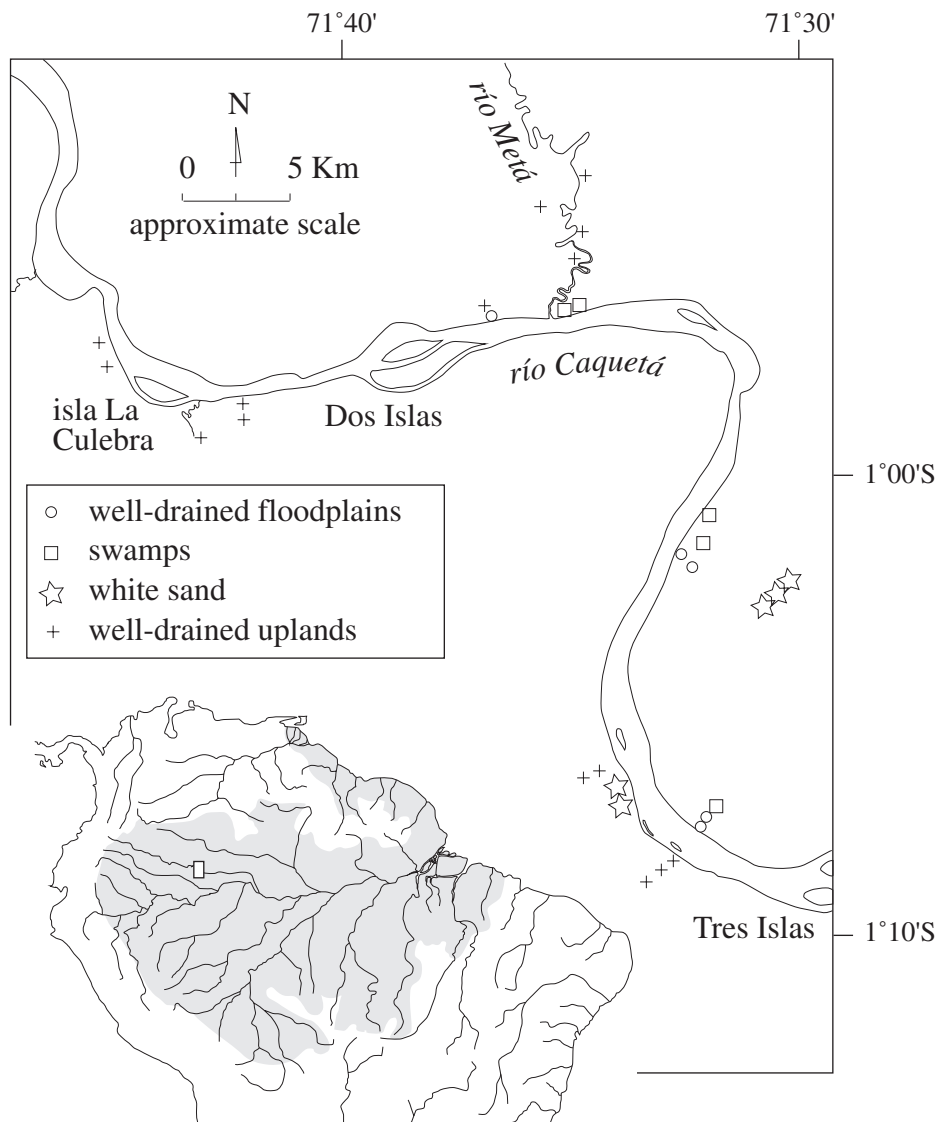 71˚40'
71˚30'
N
0
5 Km
approximate scale
río Metá
río Caquetá
isla La
Culebra
Dos Islas
1˚00'S
well-drained floodplains
swamps
white sand
well-drained uplands
Tres Islas
1˚10'S